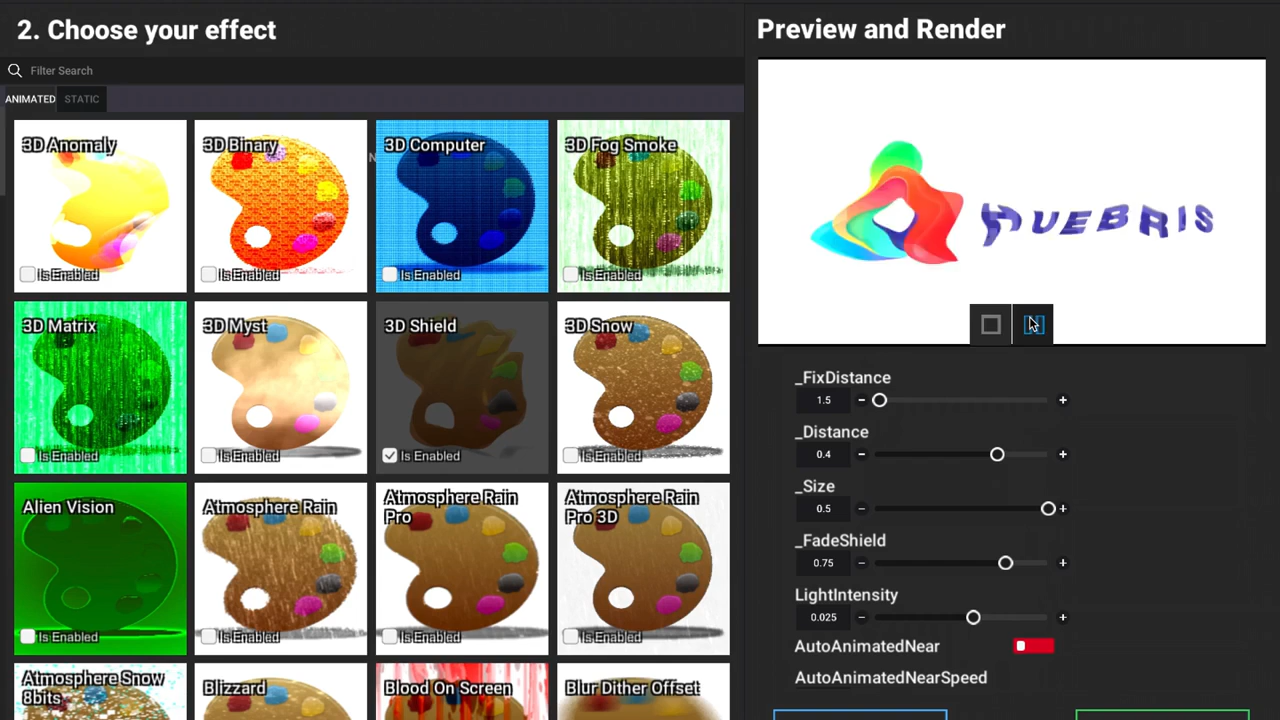 2. Choose your effect
Filter Search
ANIMATED
STATIC
3D Anomaly
Is Enabled
3D Binary
Is Enabled
3D Computer
Is Enabled
3D Fog Smoke
Is Enabled
3D Matrix
Is Enabled
3D Myst
Is Enabled
3D Shield
Is Enabled
3D Snow
Is Enabled
Alien Vision
Is Enabled
Atmosphere Rain
Is Enabled
Atmosphere Rain
Pro
Is Enabled
Atmosphere Rain
Pro 3D
Is Enabled
Atmosphere Snow
8bits
Blizzard
Blood On Screen
Blur Dither Offset
Preview and Render
HUEBRIS
_FixDistance
1.5
_Distance
0.4
_Size
0.5
_FadeShield
0.75
LightIntensity
0.025
AutoAnimatedNear
AutoAnimatedNearSpeed